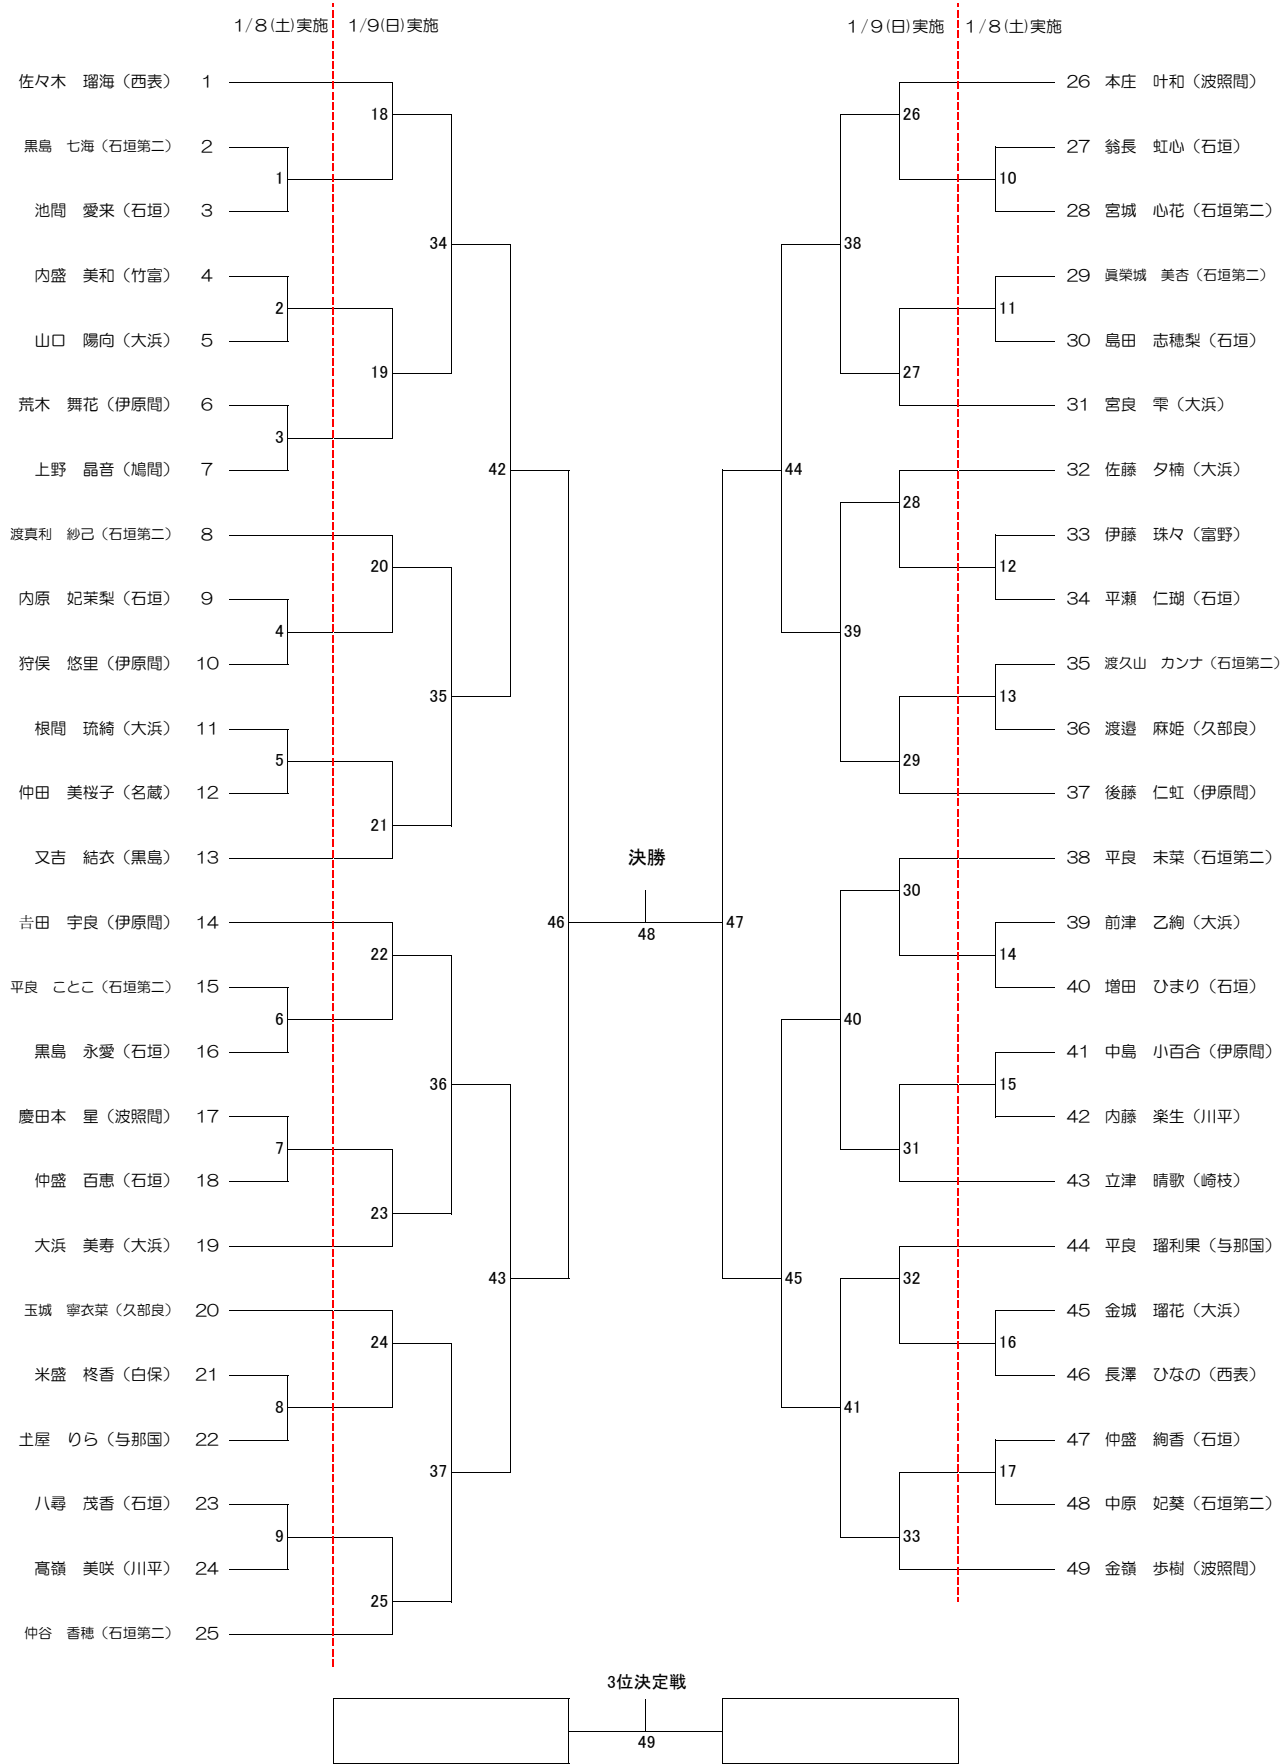 1/8(土)実施 1/9(日)実施
1/9(日)実施 1/8(土)実施
佐々木 瑠海（西表） 1
黒島 七海（石垣第二） 2
池間 愛来（石垣） 3
内盛 美和（竹富） 4
山口 陽向（大浜） 5
荒木 舞花（伊原間） 6
上野 晶音（鳩間） 7
渡真利 紗己（石垣第二） 8
内原 妃茉梨（石垣） 9
狩俣 悠里（伊原間） 10
根間 琉綺（大浜） 11
仲田 美桜子（名蔵） 12
又吉 結衣（黒島） 13
𠮷田 宇良（伊原間） 14
平良 ことこ（石垣第二） 15
黒島 永愛（石垣） 16
慶田本 星（波照間） 17
仲盛 百恵（石垣） 18
大浜 美寿（大浜） 19
玉城 寧衣菜（久部良） 20
米盛 柊香（白保） 21
土屋 りら（与那国） 22
八尋 茂香（石垣） 23
髙嶺 美咲（川平） 24
仲谷 香穂（石垣第二） 25
1
2
3
4
5
6
7
8
9
18
19
20
21
22
23
24
25
34
35
36
37
42
43
46
決勝
48
47
44
45
38
39
40
41
26
27
28
29
30
31
32
33
10
11
12
13
14
15
16
17
26 本庄 叶和（波照間）
27 翁長 虹心（石垣）
28 宮城 心花（石垣第二）
29 眞榮城 美杏（石垣第二）
30 島田 志穂梨（石垣）
31 宮良 雫（大浜）
32 佐藤 夕楠（大浜）
33 伊藤 珠々（富野）
34 平瀬 仁瑚（石垣）
35 渡久山 カンナ（石垣第二）
36 渡邉 麻姫（久部良）
37 後藤 仁虹（伊原間）
38 平良 未菜（石垣第二）
39 前津 乙絢（大浜）
40 増田 ひまり（石垣）
41 中島 小百合（伊原間）
42 内藤 楽生（川平）
43 立津 晴歌（崎枝）
44 平良 瑠利果（与那国）
45 金城 瑠花（大浜）
46 長澤 ひなの（西表）
47 仲盛 絢香（石垣）
48 中原 妃葵（石垣第二）
49 金嶺 歩樹（波照間）
3位決定戦
49